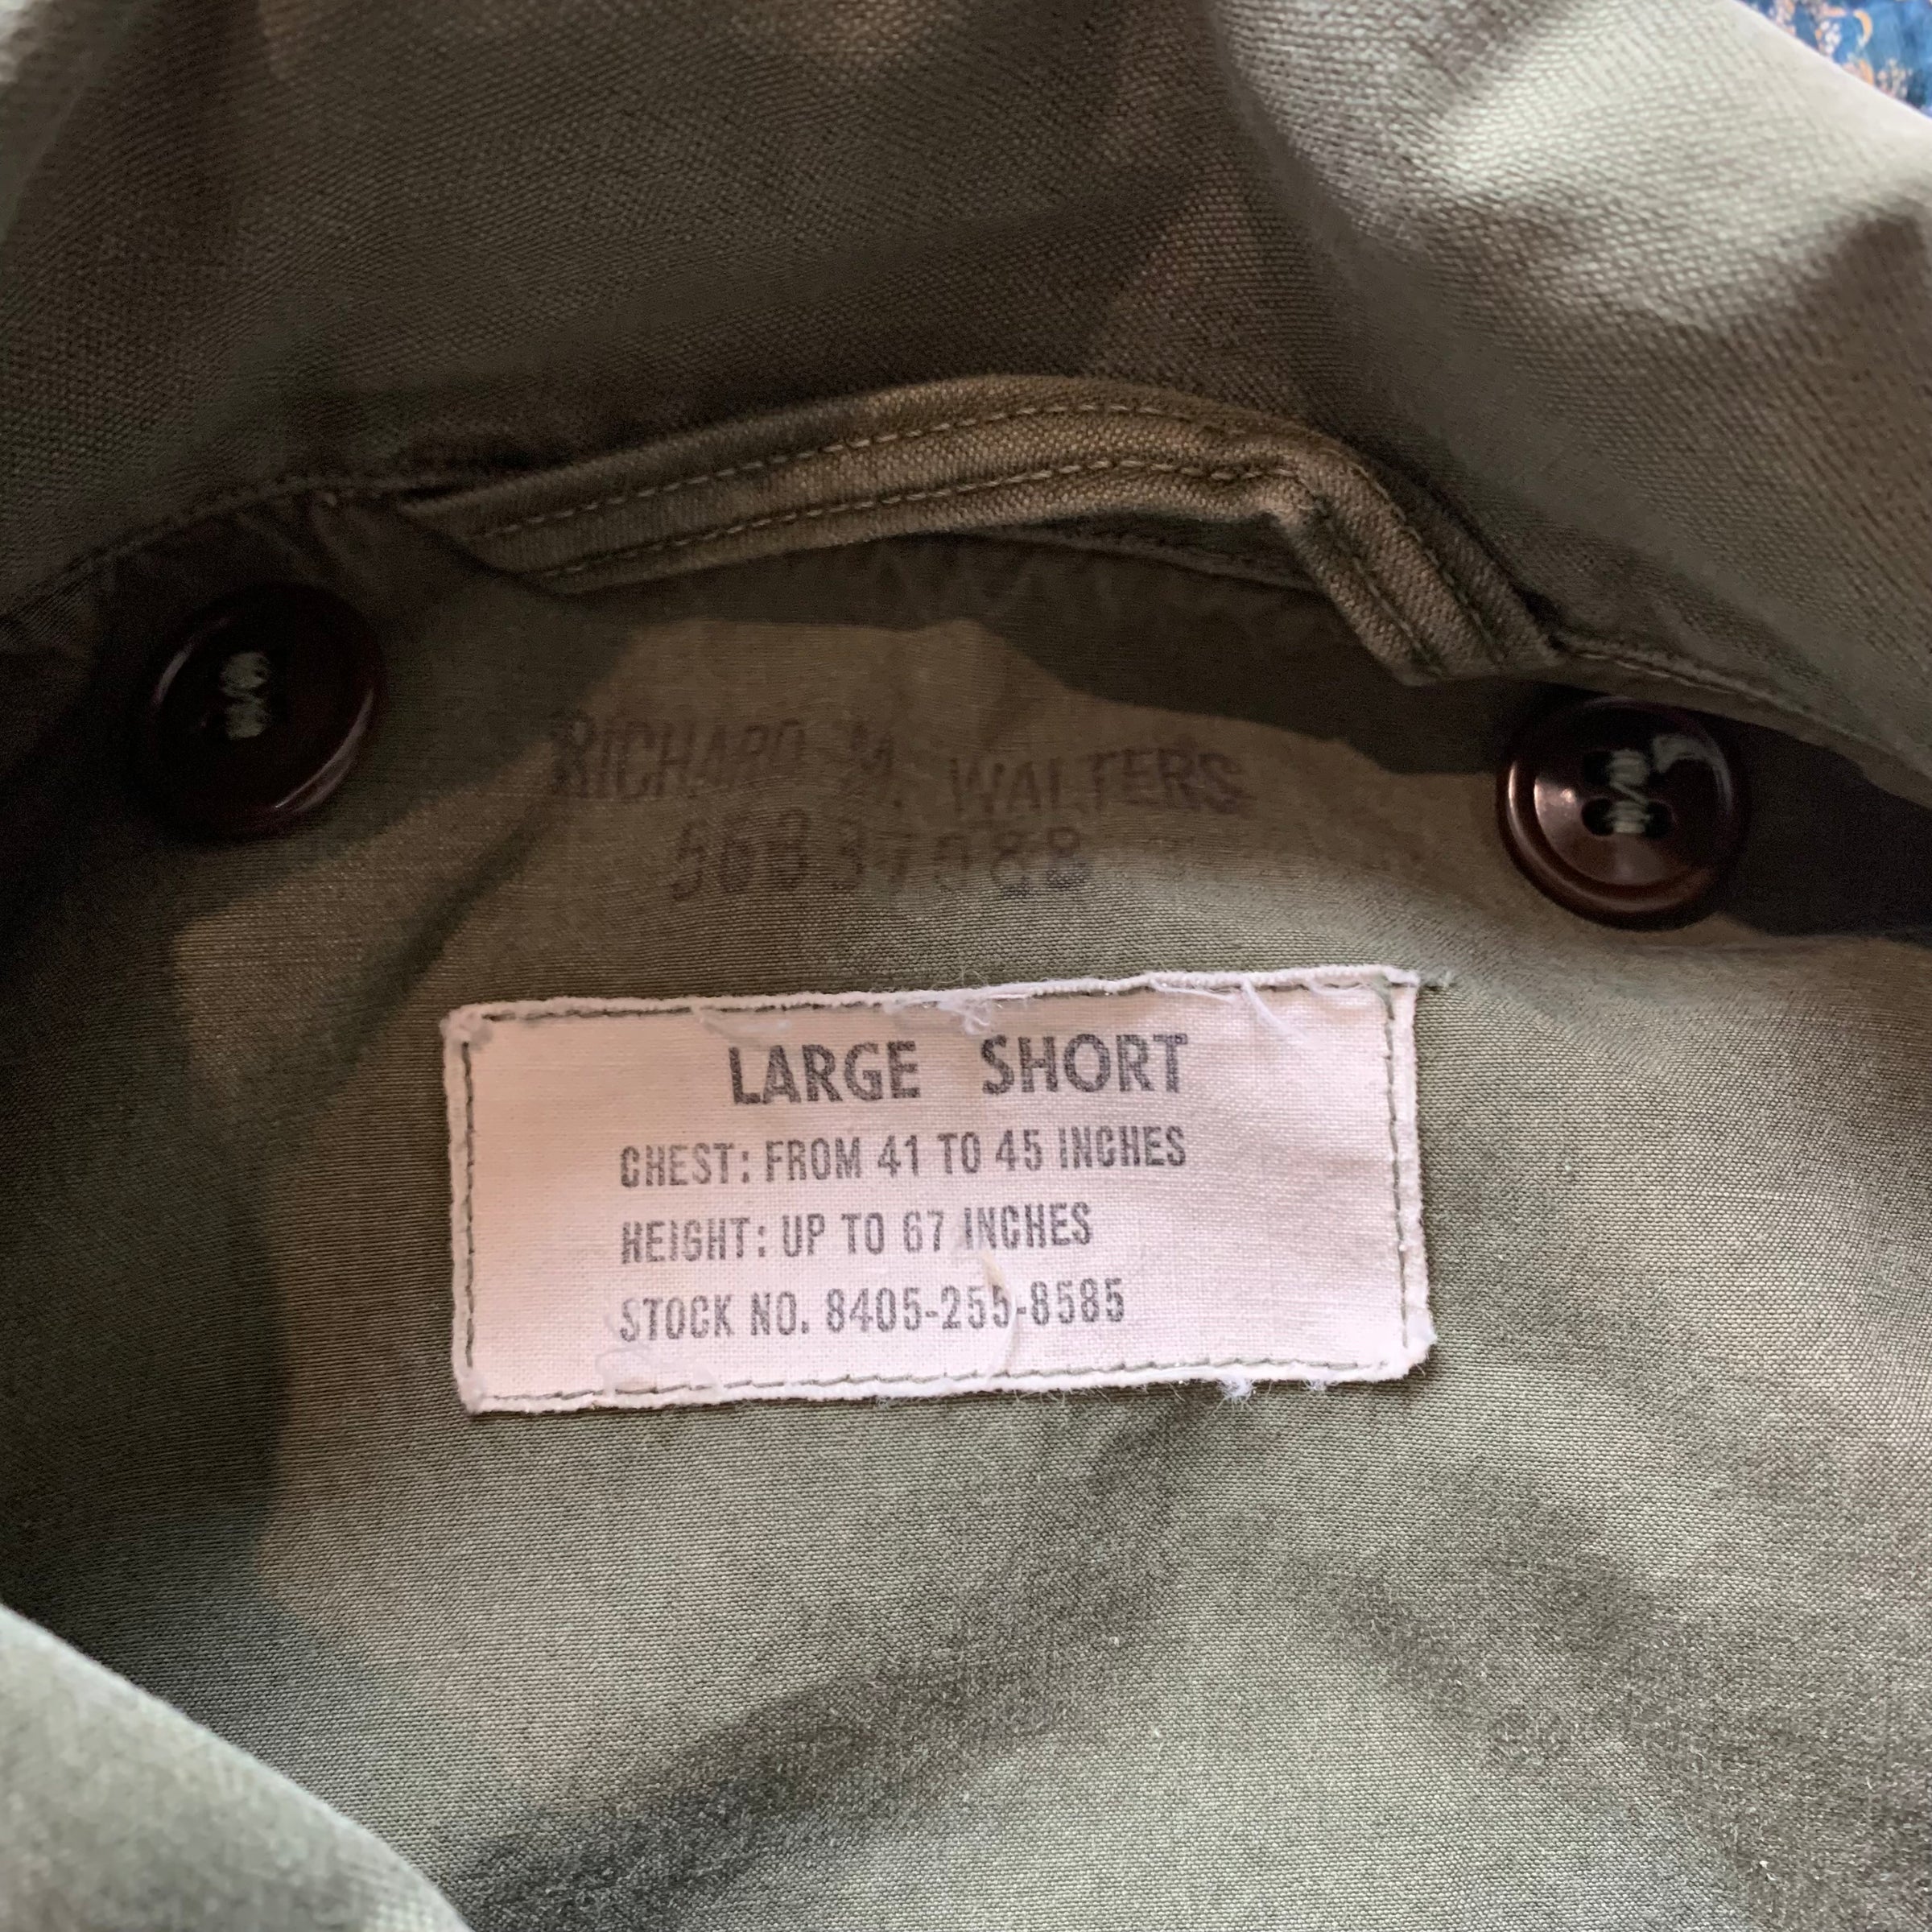 RICHARD M. WALTERS
LARGE SHORT
CHEST: FROM 41 TO 45 INCHES
HEIGHT: UP TO 67 INCHES
STOCK NO. 8405-255-8585